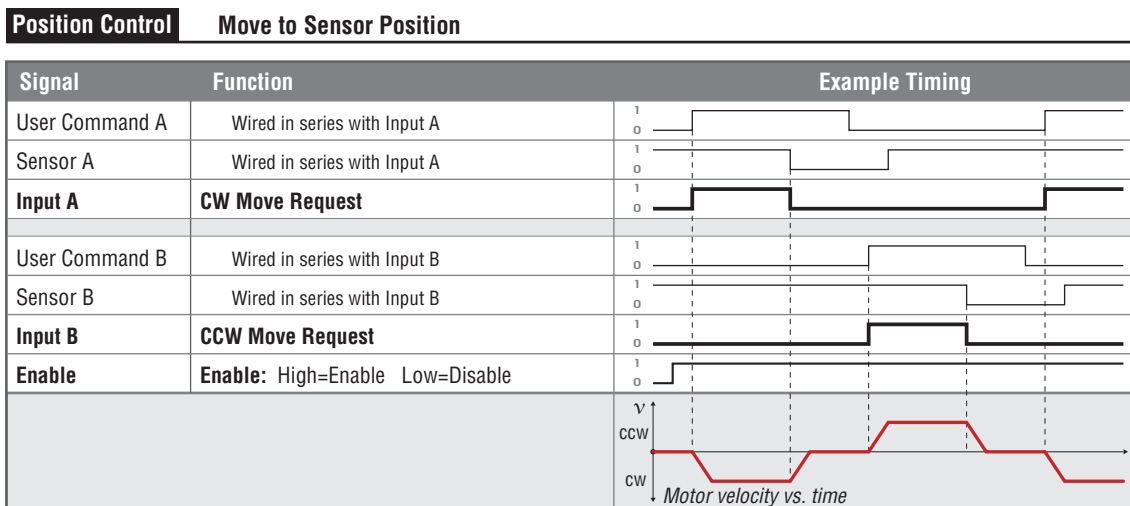 Position Control Move to Sensor Position
Signal Function Example Timing
User Command A Wired in series with Input A 1 0
Sensor A Wired in series with Input A 1 0
Input A CW Move Request 1 0
User Command B Wired in series with Input B 1 0
Sensor B Wired in series with Input B 1 0
Input B CCW Move Request 1 0
Enable Enable: High=Enable Low=Disable 1 0
v
CCW
CW
Motor velocity vs. time